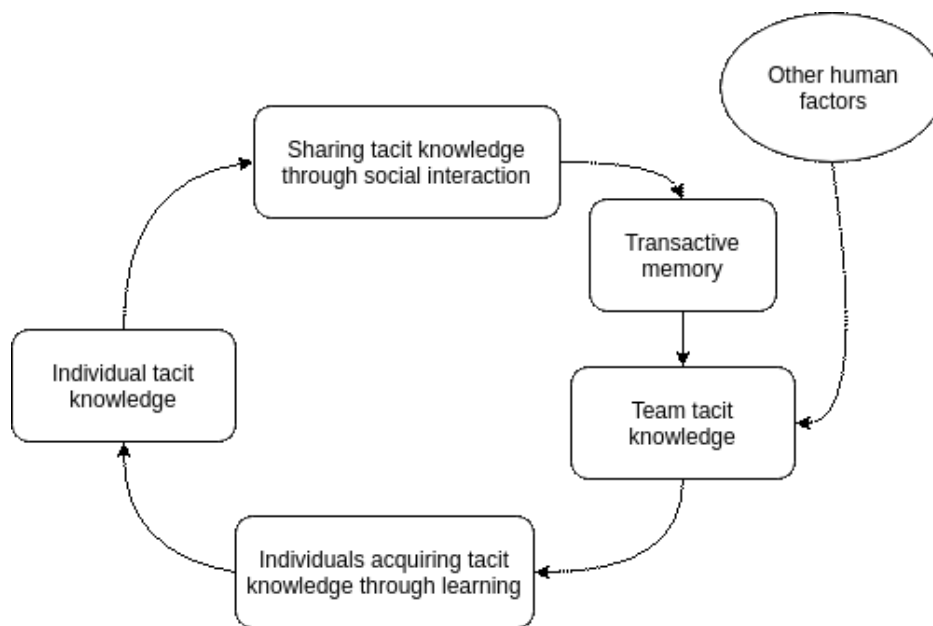 Other human
factors
Sharing tacit knowledge
through social interaction
Transactive
memory
Individual tacit
knowledge
Team tacit
knowledge
Individuals acquiring tacit
knowledge through learning